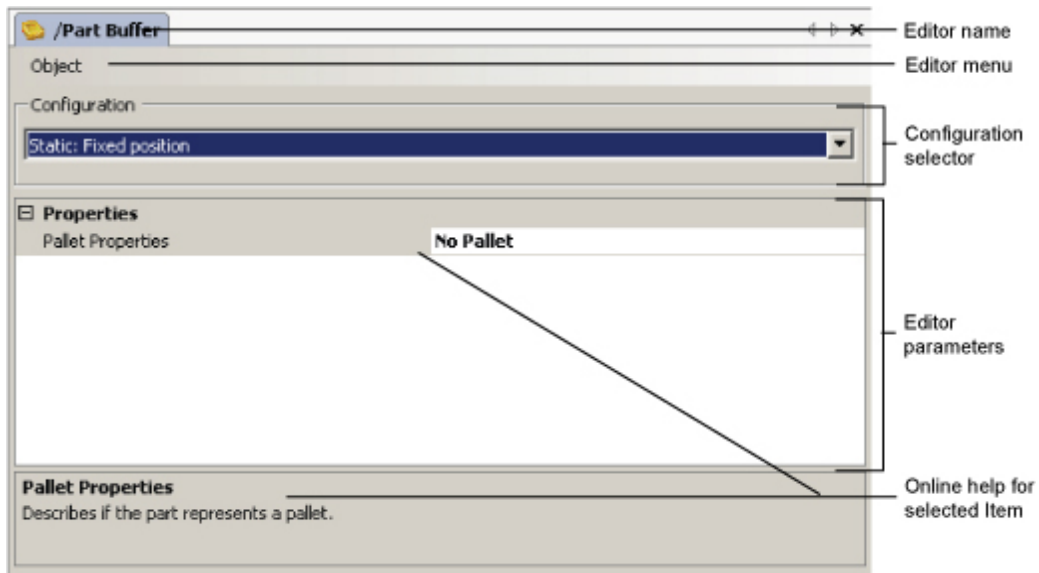 /Part Buffer
Editor name
Object
Editor menu
Configuration
Static: Fixed position
Configuration
selector
Properties
Pallet Properties
No Pallet
Editor
parameters
Pallet Properties
Describes if the part represents a pallet.
Online help for
selected Item